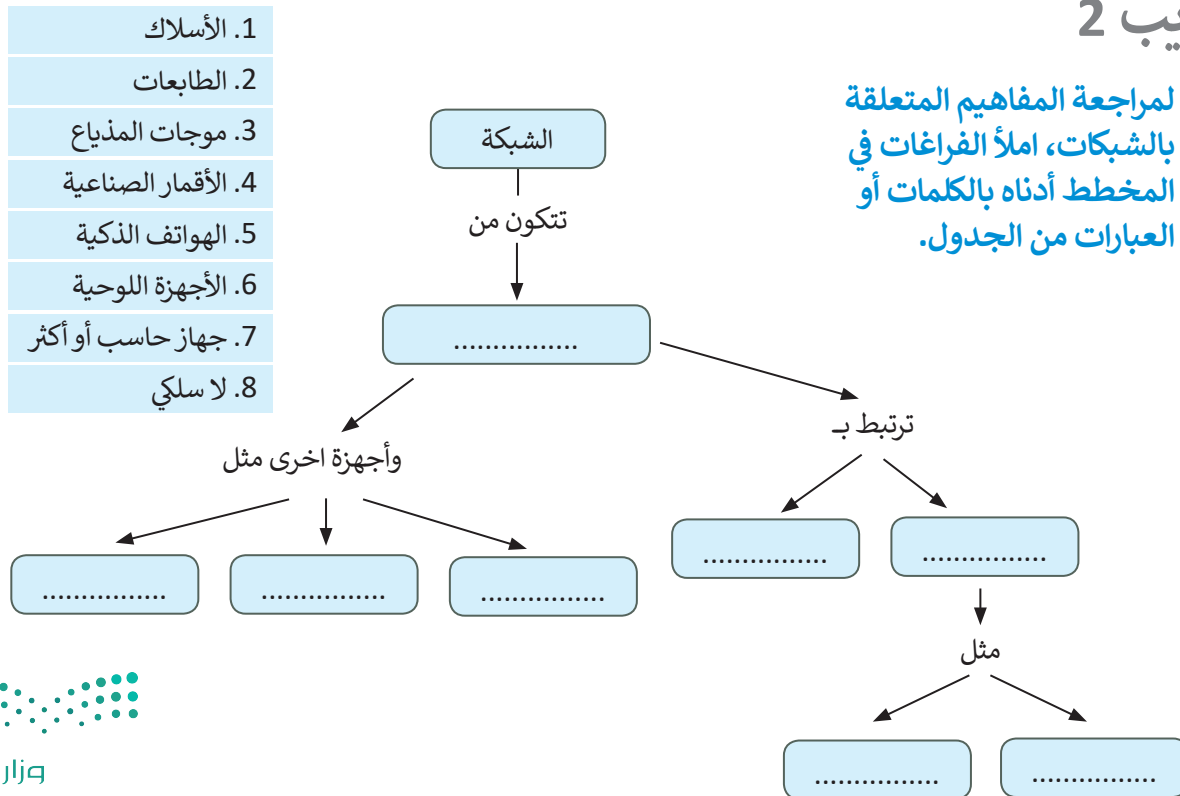 يب 2
لمراجعة المفاهيم المتعلقة
بالشبكات، املأ الفراغات في
المخطط أدناه بالكلمات أو
العبارات من الجدول.
1. الأسلاك
2. الطابعات
3. موجات المذياع
4. الأقمار الصناعية
5. الهواتف الذكية
6. الأجهزة اللوحية
7. جهاز حاسب أو أكثر
8. لا سلكي
الشبكة
تتكون من
................
ترتبط بـ
وأجهزة اخرى مثل
................
................
................
................
................
مثل
................
................
وزار